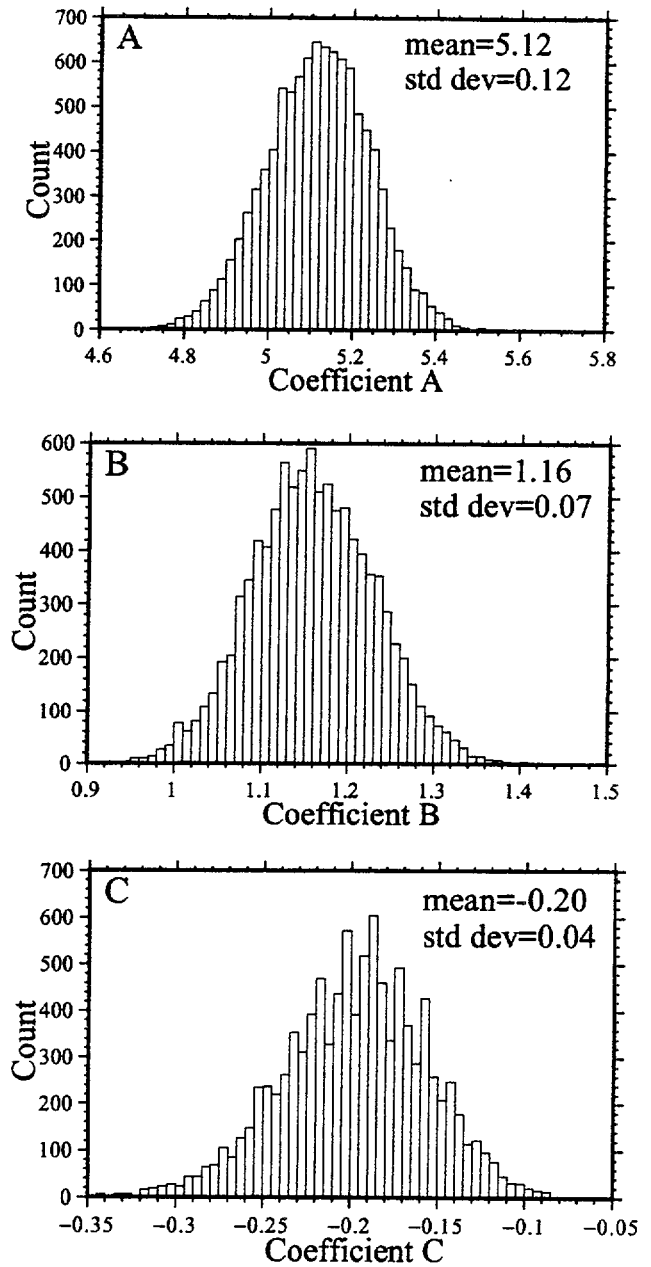 A
mean=5.12
std dev=0.12
700
600
500
400
300
200
100
0
Count
4.6 4.8 5 5.2 5.4 5.6 5.8
Coefficient A
B
mean=1.16
std dev=0.07
600
500
400
300
200
100
0
Count
0.9 1 1.1 1.2 1.3 1.4 1.5
Coefficient B
C
mean=-0.20
std dev=0.04
700
600
500
400
300
200
100
0
Count
−0.35 −0.3 −0.25 −0.2 −0.15 −0.1 −0.05
Coefficient C